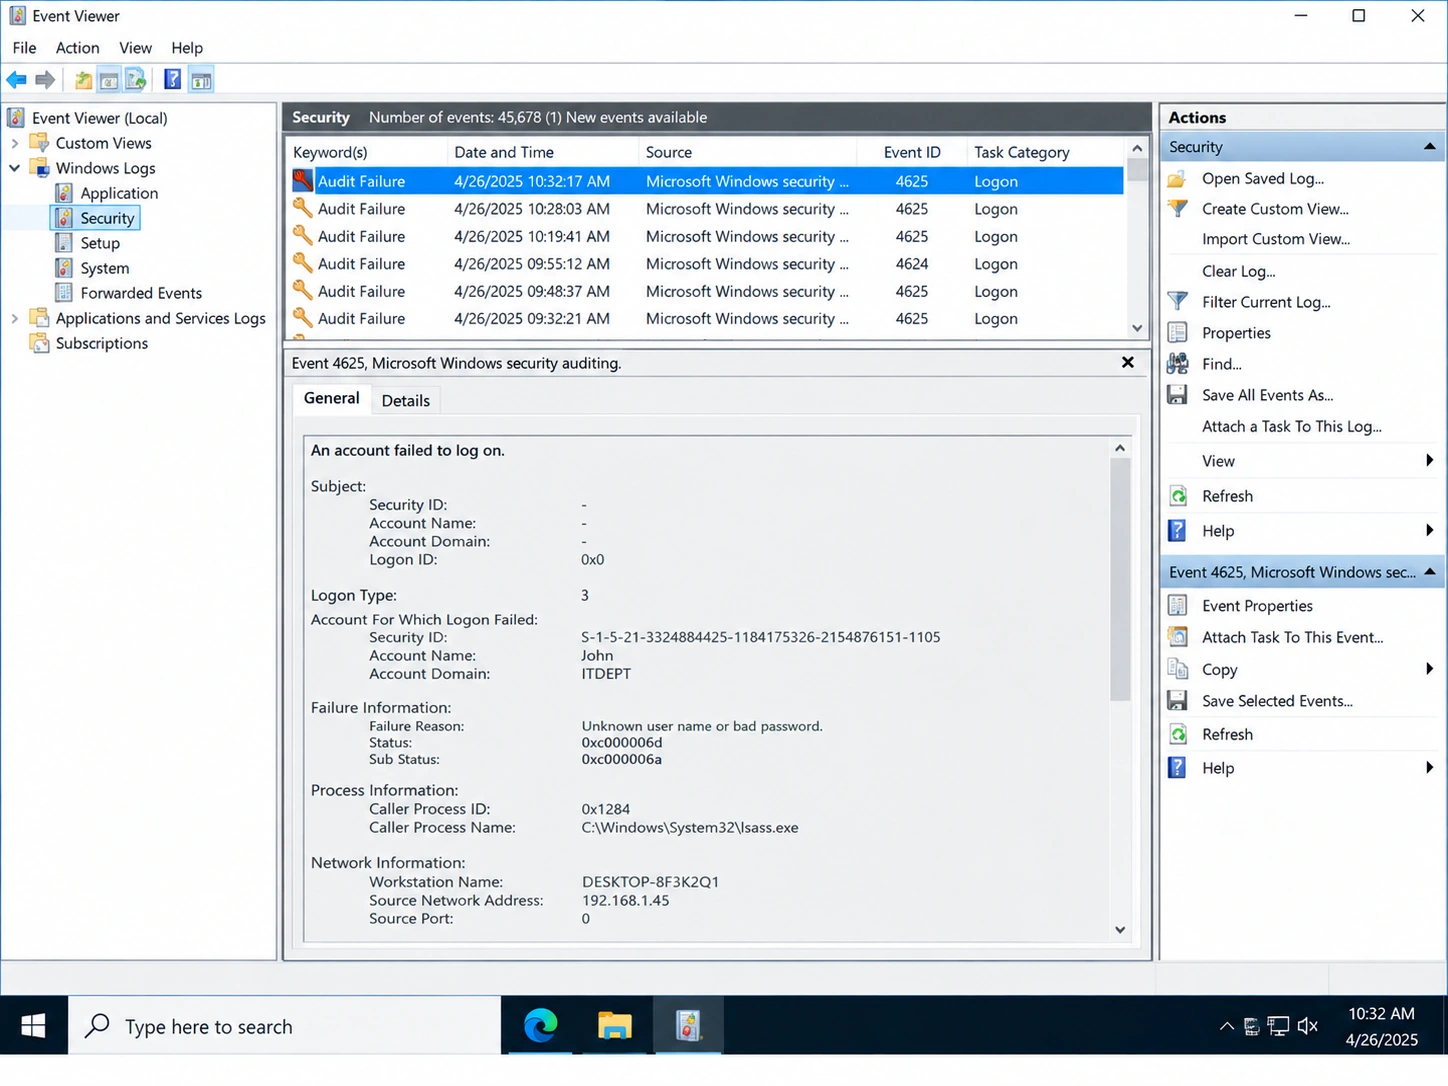 Event Viewer
File Action View Help
Event Viewer (Local)
Custom Views
Windows Logs
Application
Security
Setup
System
Forwarded Events
Applications and Services Logs
Subscriptions
Security Number of events: 45,678 (1) New events available
Keyword(s) Date and Time Source Event ID Task Category
Audit Failure 4/26/2025 10:32:17 AM Microsoft Windows security ... 4625 Logon
Audit Failure 4/26/2025 10:28:03 AM Microsoft Windows security ... 4625 Logon
Audit Failure 4/26/2025 10:19:41 AM Microsoft Windows security ... 4625 Logon
Audit Failure 4/26/2025 09:55:12 AM Microsoft Windows security ... 4624 Logon
Audit Failure 4/26/2025 09:48:37 AM Microsoft Windows security ... 4625 Logon
Audit Failure 4/26/2025 09:32:21 AM Microsoft Windows security ... 4625 Logon
Event 4625, Microsoft Windows security auditing.
General Details
An account failed to log on.
Subject:
Security ID: -
Account Name: -
Account Domain: -
Logon ID: 0x0
Logon Type: 3
Account For Which Logon Failed:
Security ID: S-1-5-21-3324884425-1184175326-2154876151-1105
Account Name: John
Account Domain: ITDEPT
Failure Information:
Failure Reason: Unknown user name or bad password.
Status: 0xc000006d
Sub Status: 0xc000006a
Process Information:
Caller Process ID: 0x1284
Caller Process Name: C:\Windows\System32\lsass.exe
Network Information:
Workstation Name: DESKTOP-8F3K2Q1
Source Network Address: 192.168.1.45
Source Port: 0
Actions
Security
Open Saved Log...
Create Custom View...
Import Custom View...
Clear Log...
Filter Current Log...
Properties
Find...
Save All Events As...
Attach a Task To This Log...
View
Refresh
Help
Event 4625, Microsoft Windows sec...
Event Properties
Attach Task To This Event...
Copy
Save Selected Events...
Refresh
Help
Type here to search
10:32 AM
4/26/2025